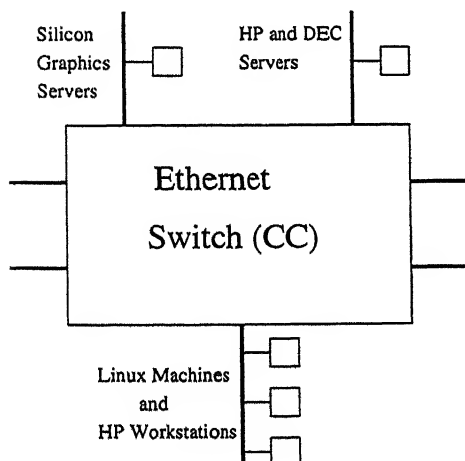 Silicon
Graphics
Servers
HP and DEC
Servers
Ethernet
Switch (CC)
Linux Machines
and
HP Workstations